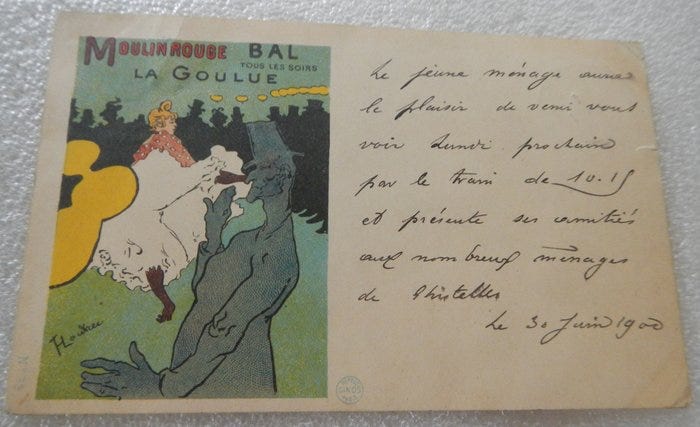 MOULIN ROUGE BAL
TOUS LES SOIRS
LA GOULUE
Le jeune ménage aura
le plaisir de venir vous
voir Lundi prochain
par le train de 10.15
et présente ses amitiés
aux nombreux ménages
de Ghistelles
Le 30 Juin 1900